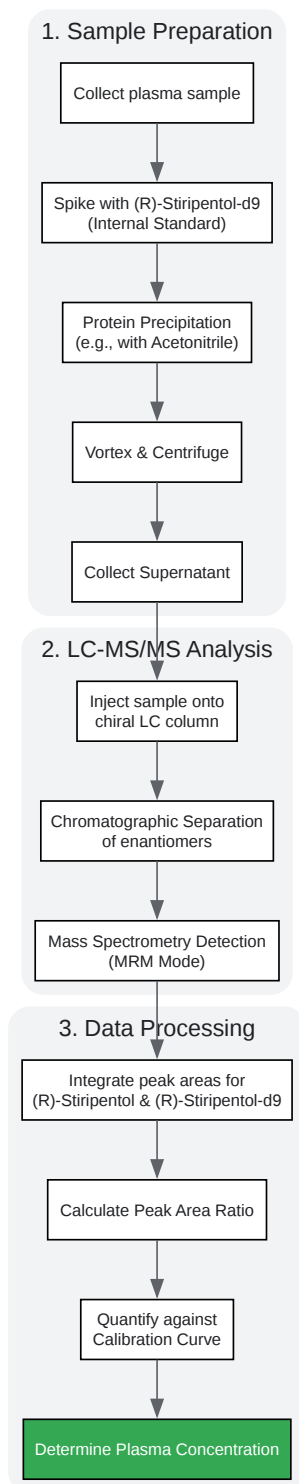 1. Sample Preparation
Collect plasma sample
Spike with (R)-Stiripentol-d9
(Internal Standard)
Protein Precipitation
(e.g., with Acetonitrile)
Vortex & Centrifuge
Collect Supernatant
2. LC-MS/MS Analysis
Inject sample onto
chiral LC column
Chromatographic Separation
of enantiomers
Mass Spectrometry Detection
(MRM Mode)
3. Data Processing
Integrate peak areas for
(R)-Stiripentol & (R)-Stiripentol-d9
Calculate Peak Area Ratio
Quantify against
Calibration Curve
Determine Plasma Concentration